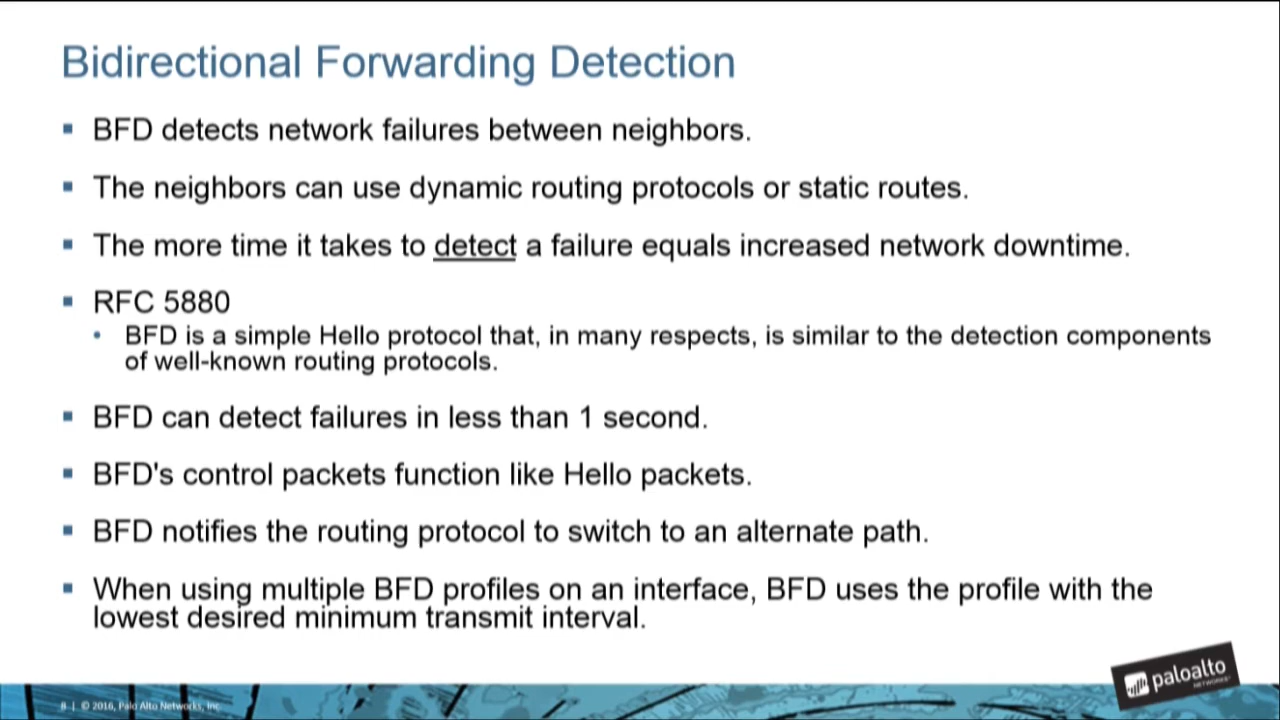 Bidirectional Forwarding Detection
▪ BFD detects network failures between neighbors.
▪ The neighbors can use dynamic routing protocols or static routes.
▪ The more time it takes to detect a failure equals increased network downtime.
▪ RFC 5880
• BFD is a simple Hello protocol that, in many respects, is similar to the detection components
of well-known routing protocols.
▪ BFD can detect failures in less than 1 second.
▪ BFD's control packets function like Hello packets.
▪ BFD notifies the routing protocol to switch to an alternate path.
▪ When using multiple BFD profiles on an interface, BFD uses the profile with the
lowest desired minimum transmit interval.
paloalto
NETWORKS
8 | © 2016, Palo Alto Networks, Inc.